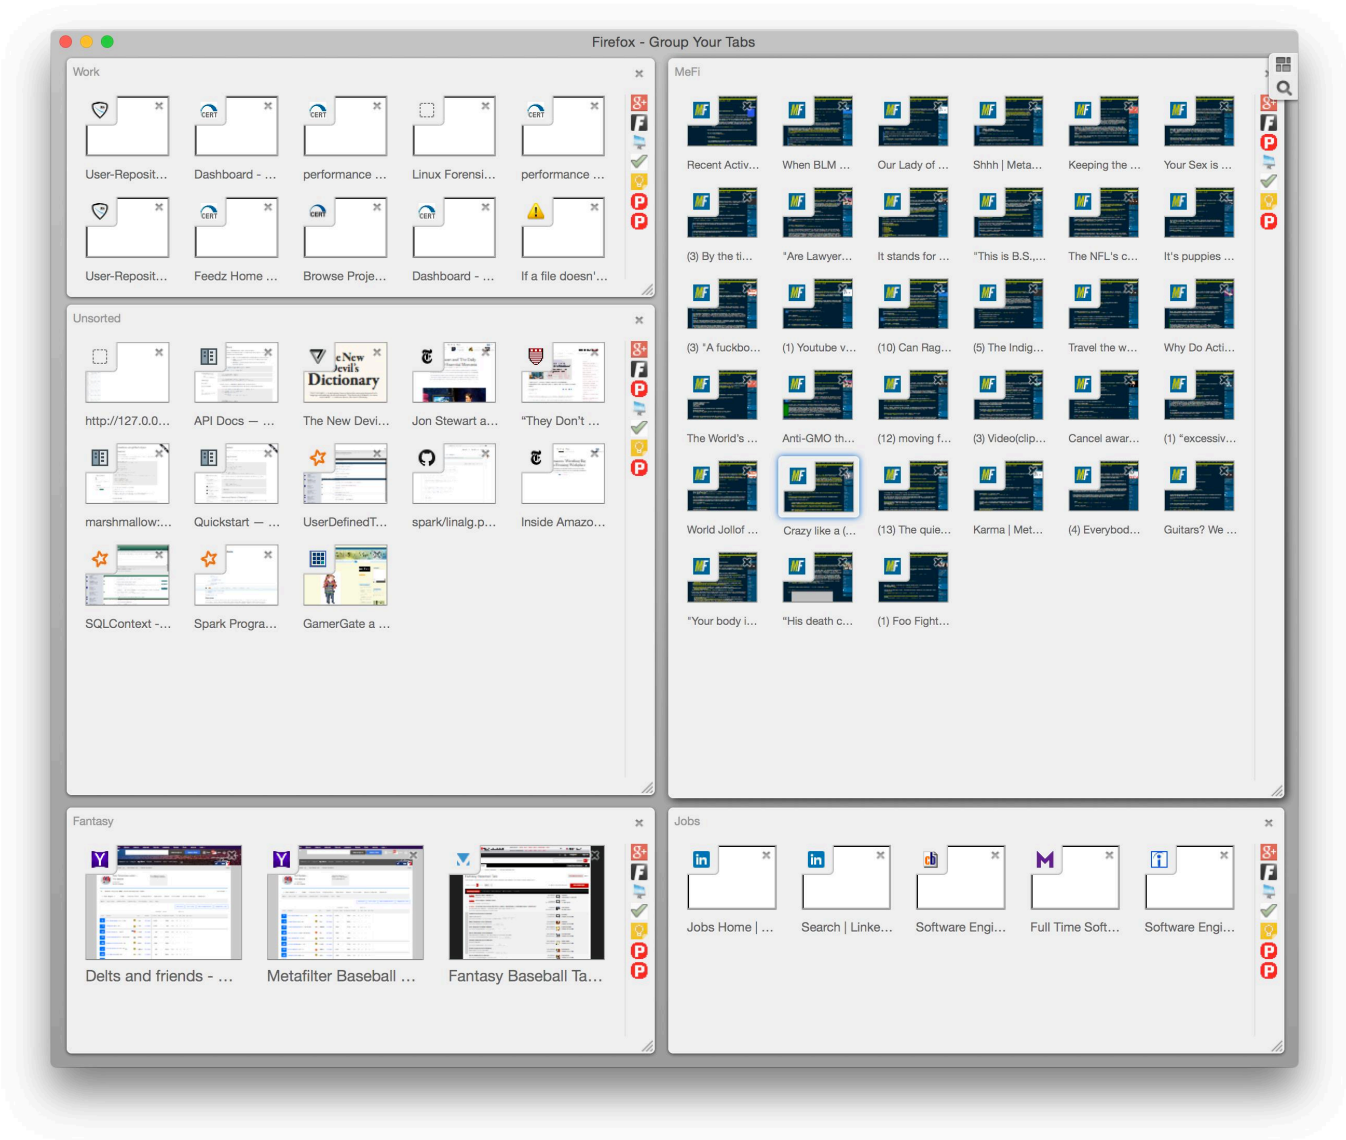 Firefox - Group Your Tabs
Work
User-Reposit...
Dashboard - ...
performance ...
Linux Forensi...
performance ...
User-Reposit...
Feedz Home ...
Browse Proje...
Dashboard - ...
If a file doesn'...
CERT
CERT
CERT
CERT
CERT
CERT
Unsorted
http://127.0.0...
API Docs — ...
The New Devi...
Jon Stewart a...
“They Don’t ...
Dictionary
marshmallow:...
Quickstart — ...
UserDefinedT...
spark/linalg.p...
Inside Amazo...
SQLContext -...
Spark Progra...
GamerGate a ...
MeFi
Recent Activ...
When BLM ...
Our Lady of ...
Shhh | Meta...
Keeping the ...
Your Sex is ...
(3) By the ti...
"Are Lawyer...
It stands for ...
"This is B.S.,...
The NFL's c...
It's puppies ...
(3) "A fuckbo...
(1) Youtube v...
(10) Can Rag...
(5) The Indig...
Travel the w...
Why Do Acti...
The World's ...
Anti-GMO th...
(12) moving f...
(3) Video(clip...
Cancel awar...
(1) "excessiv...
World Jollof ...
Crazy like a (...
(13) The quie...
Karma | Met...
(4) Everybod...
Guitars? We ...
"Your body i...
"His death c...
(1) Foo Fight...
Fantasy
Delts and friends - ...
Metafilter Baseball ...
Fantasy Baseball Ta...
Jobs
Jobs Home | ...
Search | Linke...
Software Engi...
Full Time Soft...
Software Engi...